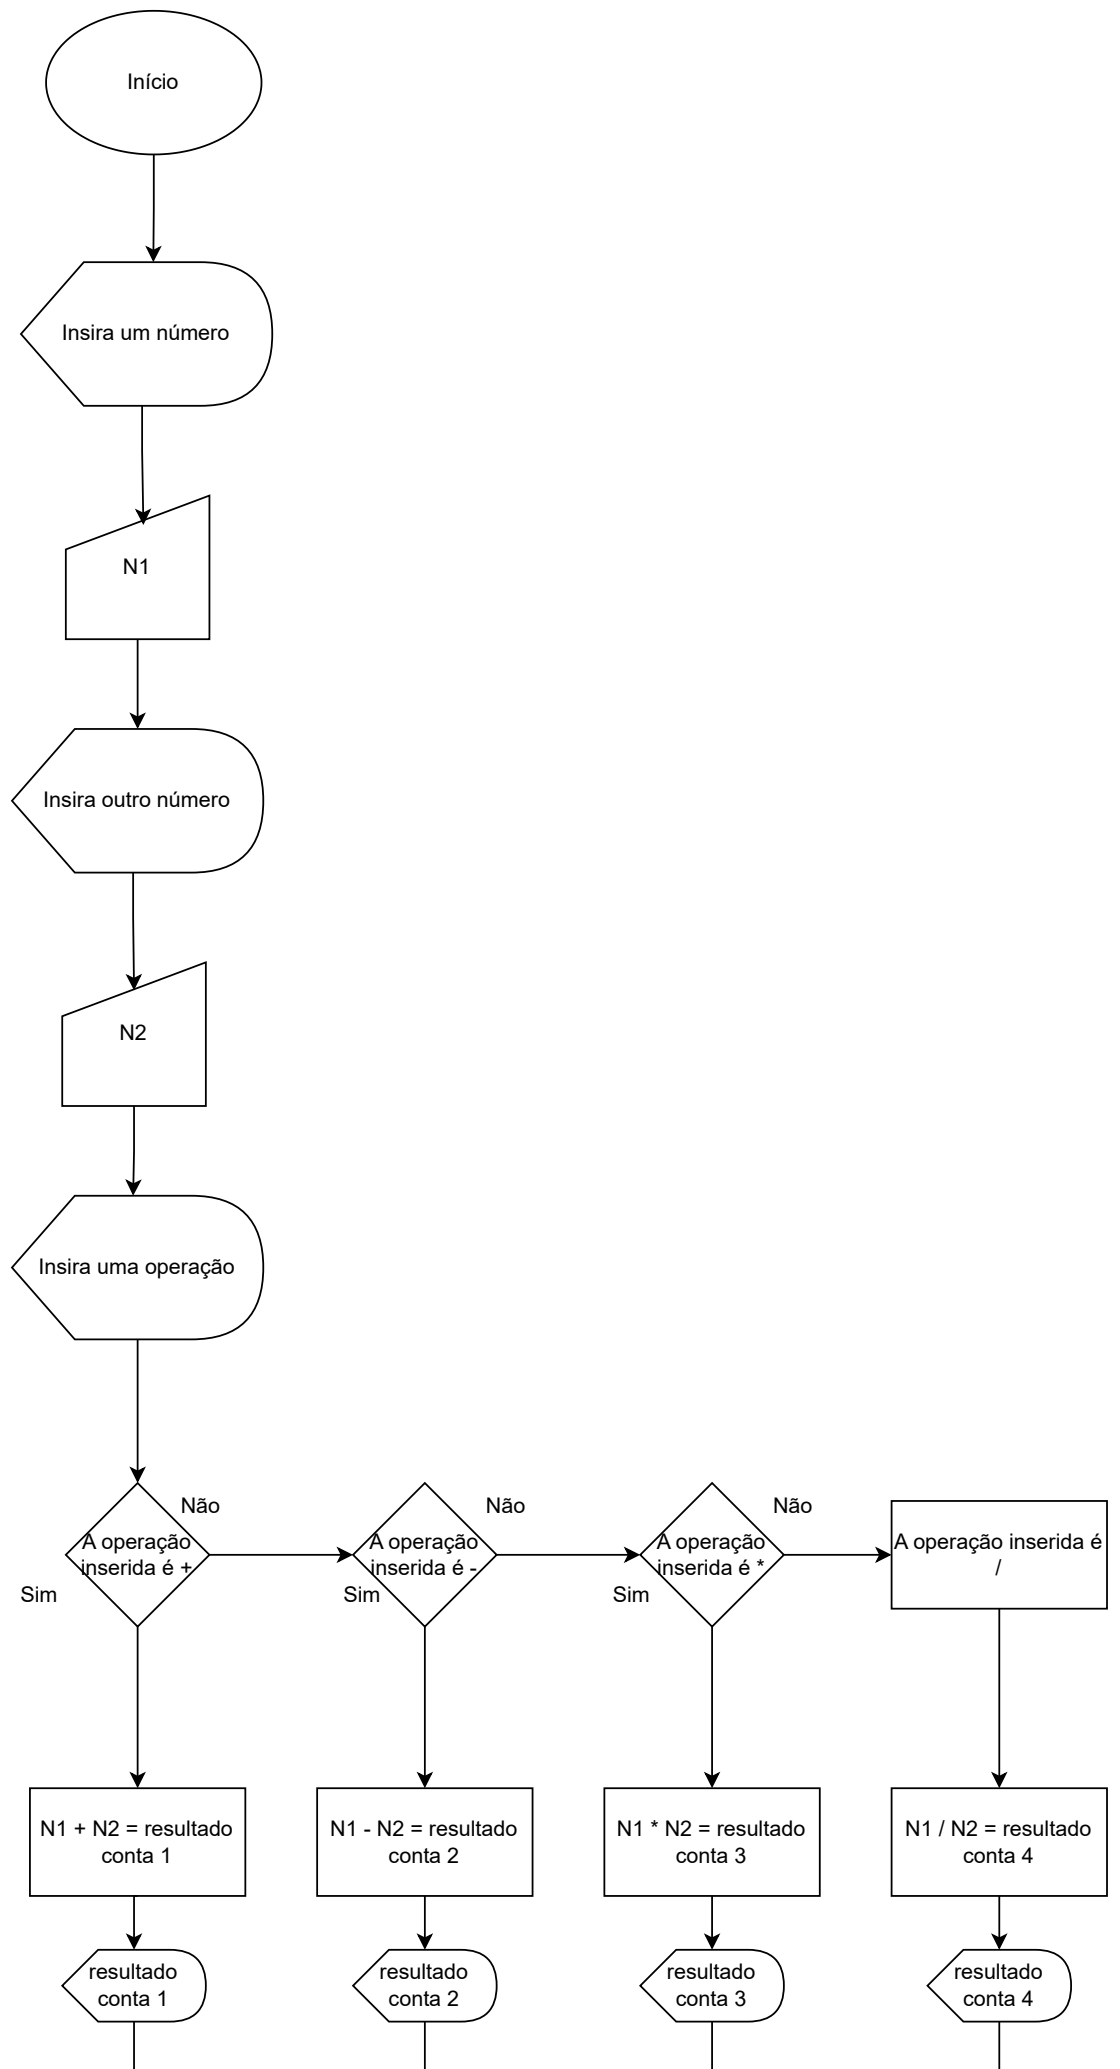 Início
Insira um número
N1
Insira outro número
N2
Insira uma operação
Não
Não
Não
A operação
inserida é +
A operação
inserida é -
A operação
inserida é *
A operação inserida é
/
Sim
Sim
Sim
N1 + N2 = resultado
conta 1
N1 - N2 = resultado
conta 2
N1 * N2 = resultado
conta 3
N1 / N2 = resultado
conta 4
resultado
conta 1
resultado
conta 2
resultado
conta 3
resultado
conta 4